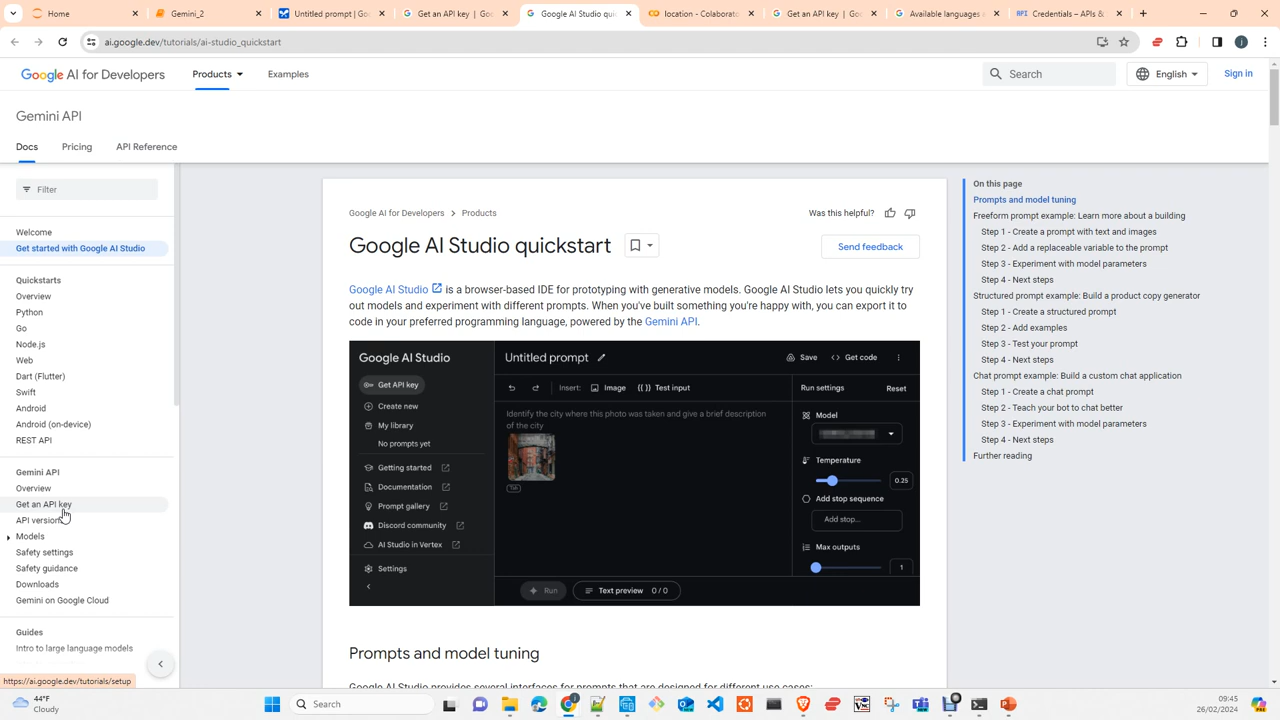 Home
Gemini_2
Untitled prompt | Go
Get an API key | Go
Google AI Studio quic
location - Colaborato
Get an API key | Go
Available languages a
API Credentials – APIs &
ai.google.dev/tutorials/ai-studio_quickstart
Google AI for Developers
Products
Examples
Search
English
Sign in
Gemini API
Docs
Pricing
API Reference
Filter
Welcome
Get started with Google AI Studio
Quickstarts
Overview
Python
Go
Node.js
Web
Dart (Flutter)
Swift
Android
Android (on-device)
REST API
Gemini API
Overview
Get an API key
API versions
Models
Safety settings
Safety guidance
Downloads
Gemini on Google Cloud
Guides
Intro to large language models
https://ai.google.dev/tutorials/setup
Google AI for Developers > Products
Was this helpful?
Google AI Studio quickstart
Send feedback
Google AI Studio is a browser-based IDE for prototyping with generative models. Google AI Studio lets you quickly try
out models and experiment with different prompts. When you've built something you're happy with, you can export it to
code in your preferred programming language, powered by the Gemini API.
Google AI Studio
Get API key
Create new
My library
No prompts yet
Getting started
Documentation
Prompt gallery
Discord community
AI Studio in Vertex
Settings
Untitled prompt
Save
Get code
Insert:
Image
{{ }} Test input
Run settings
Reset
Identify the city where this photo was taken and give a brief description
of the city
Model
Temperature
0.25
Add stop sequence
Add stop...
Max outputs
1
Run
Text preview 0 / 0
Prompts and model tuning
Google AI Studio provides several interfaces for prompts that are designed for different use cases:
On this page
Prompts and model tuning
Freeform prompt example: Learn more about a building
Step 1 - Create a prompt with text and images
Step 2 - Add a replaceable variable to the prompt
Step 3 - Experiment with model parameters
Step 4 - Next steps
Structured prompt example: Build a product copy generator
Step 1 - Create a structured prompt
Step 2 - Add examples
Step 3 - Test your prompt
Step 4 - Next steps
Chat prompt example: Build a custom chat application
Step 1 - Create a chat prompt
Step 2 - Teach your bot to chat better
Step 3 - Experiment with model parameters
Step 4 - Next steps
Further reading
44°F
Cloudy
Search
09:45
26/02/2024